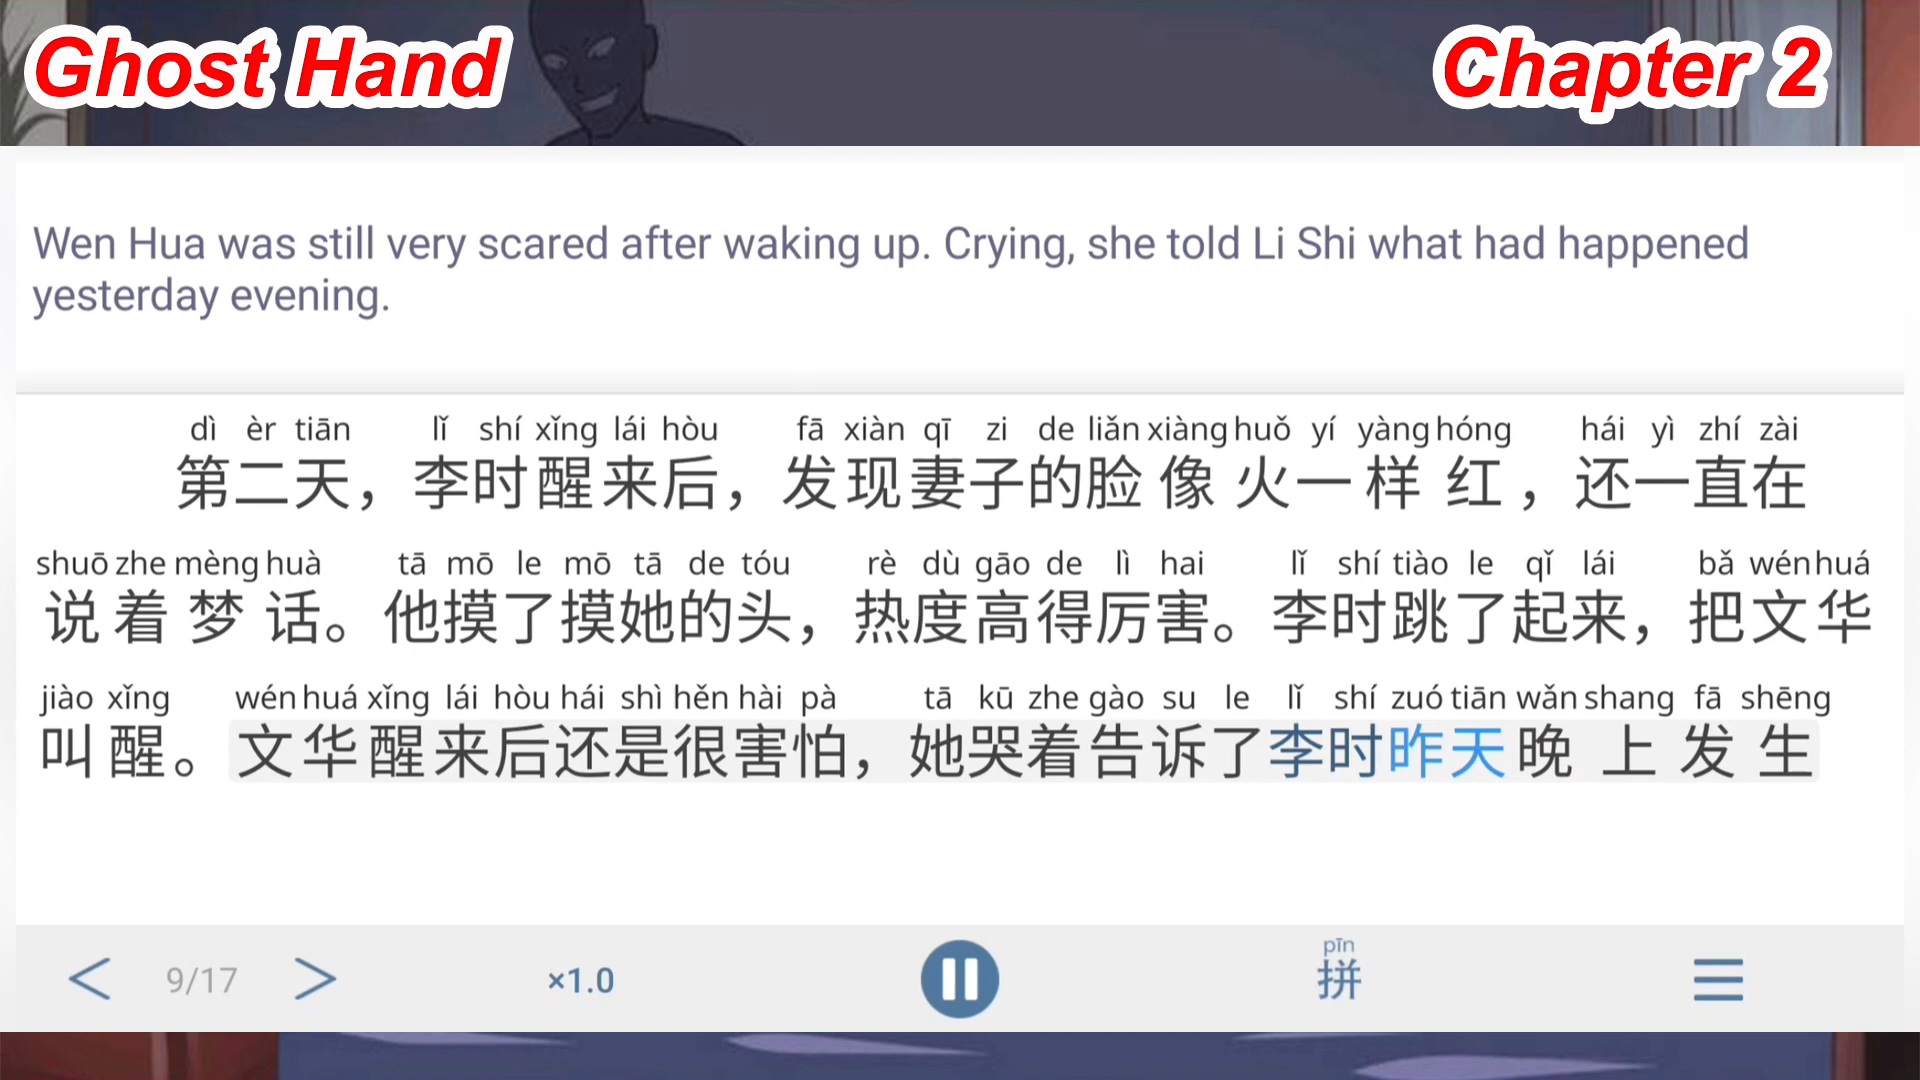 Ghost Hand
Chapter 2
Wen Hua was still very scared after waking up. Crying, she told Li Shi what had happened
yesterday evening.
dì èr tiān lǐ shí xǐng lái hòu fā xiàn qī zi de liǎn xiàng huǒ yí yàng hóng hái yì zhí zài
第二天，李时醒来后，发现妻子的脸像火一样红，还一直在
shuō zhe mèng huà tā mō le mō tā de tóu rè dù gāo de lì hai lǐ shí tiào le qǐ lái bǎ wén huá
说着梦话。他摸了摸她的头，热度高得厉害。李时跳了起来，把文华
jiào xǐng wén huá xǐng lái hòu hái shì hěn hài pà tā kū zhe gào su le lǐ shí zuó tiān wǎn shang fā shēng
叫醒。文华醒来后还是很害怕，她哭着告诉了李时昨天晚上发生
< 9/17 > ×1.0
pīn
拼